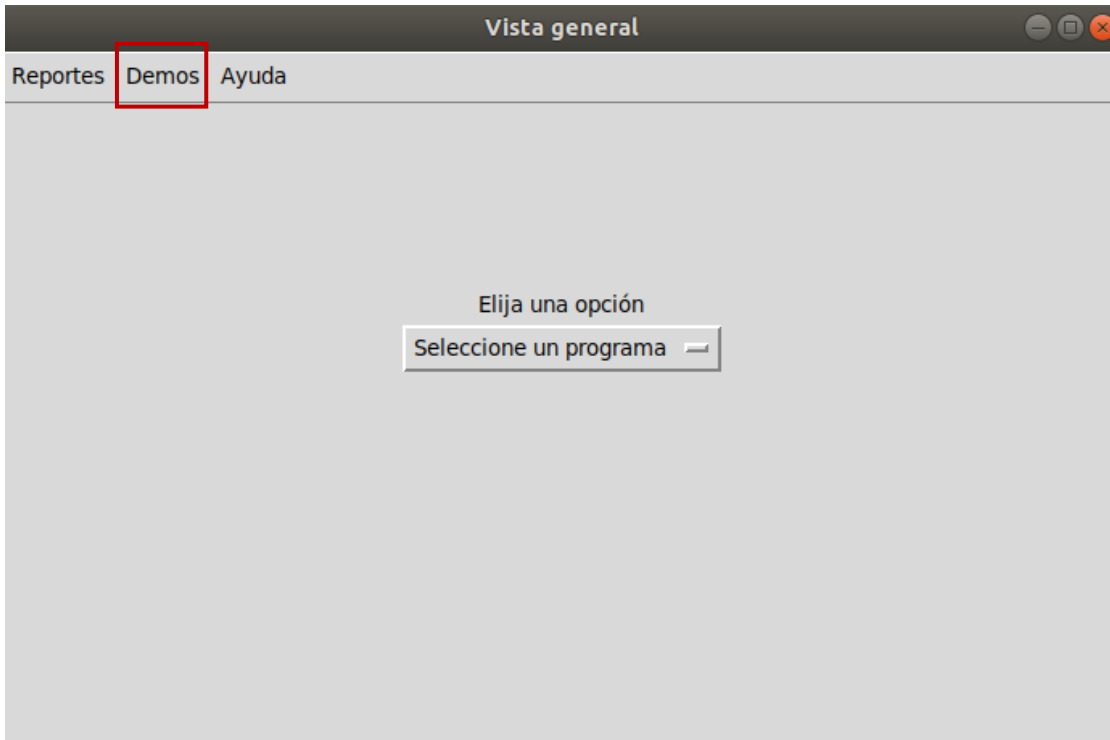 Vista general
Reportes Demos Ayuda
Elija una opción
Seleccione un programa